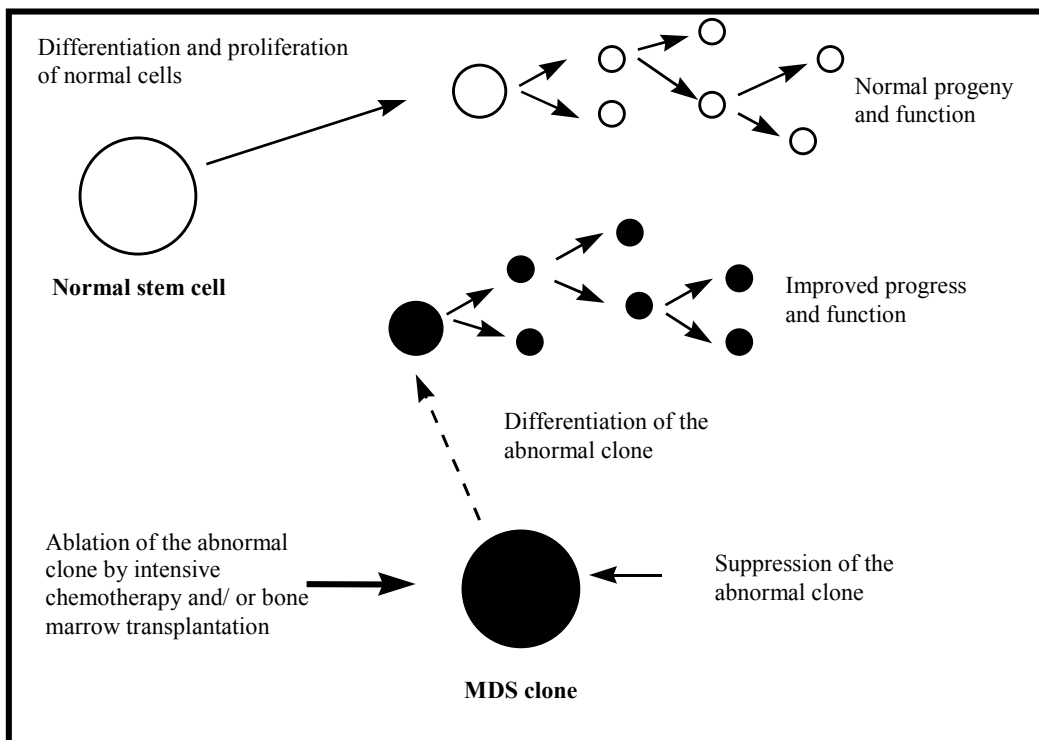 Differentiation and proliferation
of normal cells
Normal progeny
and function
Normal stem cell
Improved progress
and function
Differentiation of the
abnormal clone
Ablation of the abnormal
clone by intensive
chemotherapy and/ or bone
marrow transplantation
Suppression of the
abnormal clone
MDS clone